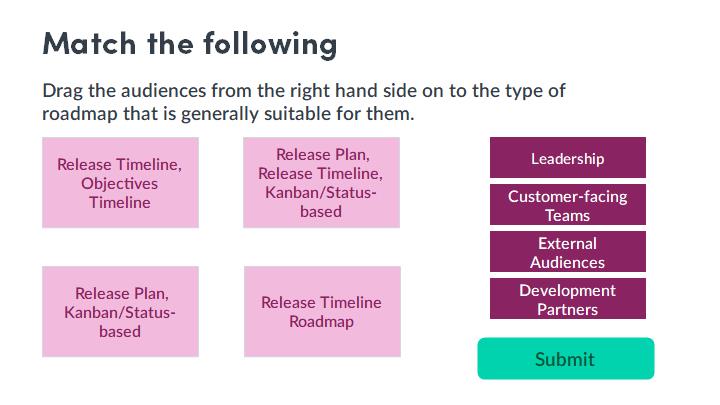 Match the following
Drag the audiences from the right hand side on to the type of
roadmap that is generally suitable for them.
Release Timeline,
Objectives
Timeline
Release Plan,
Release Timeline,
Kanban/Status-
based
Release Plan,
Kanban/Status-
based
Release Timeline
Roadmap
Leadership
Customer-facing
Teams
External
Audiences
Development
Partners
Submit